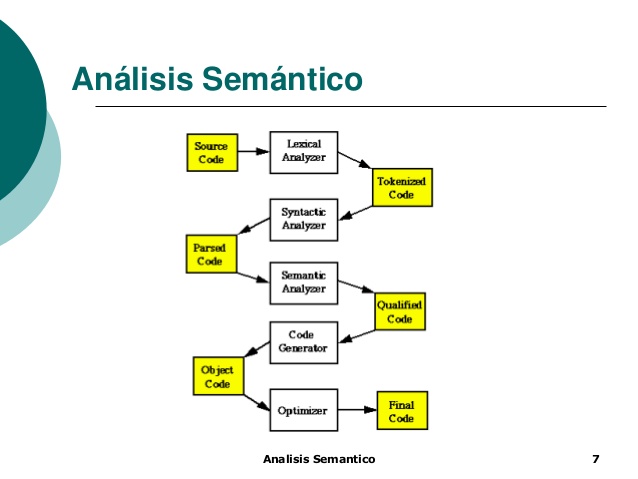 Análisis Semántico
Source
Code
Lexical
Analyzer
Tokenized
Code
Syntactic
Analyzer
Parsed
Code
Semantic
Analyzer
Qualified
Code
Code
Generator
Object
Code
Optimizer
Final
Code
Analisis Semantico
7